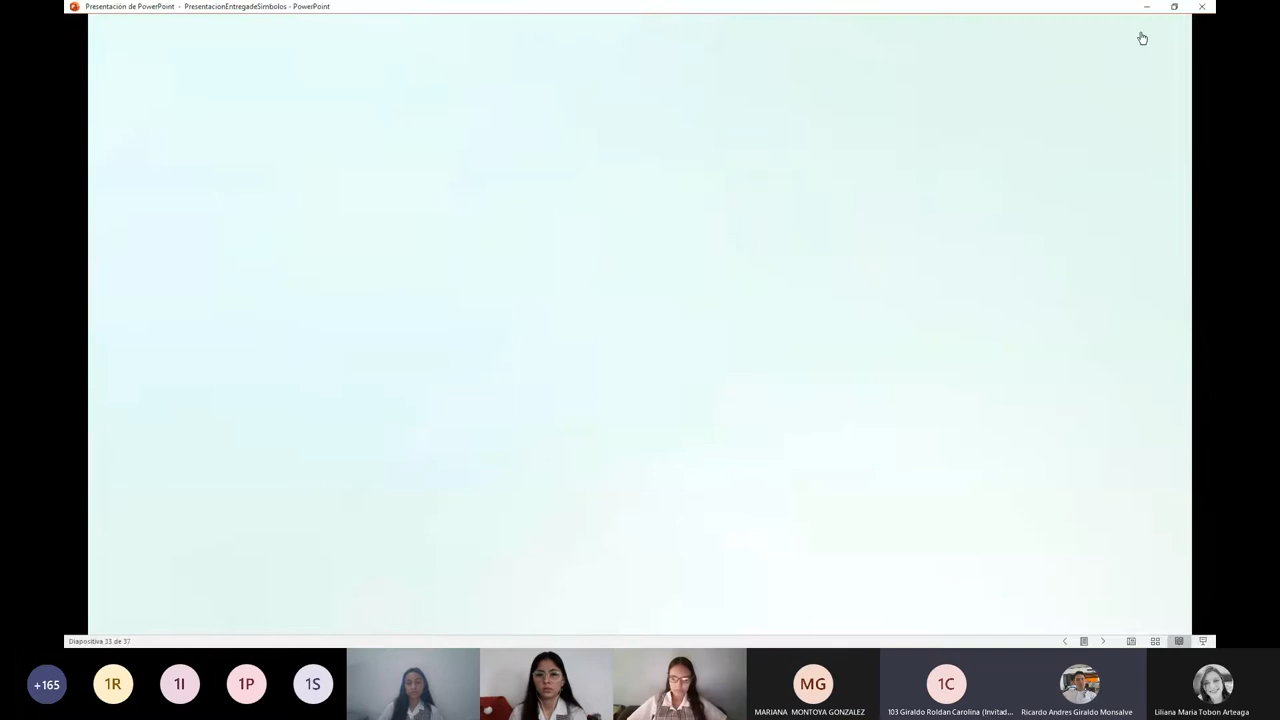 Presentación de PowerPoint - PresentacionEntregadeSimbolos - PowerPoint
Diapositiva 33 de 37
+165
1R
1I
1P
1S
MG
MARIANA MONTOYA GONZALEZ
1C
103 Giraldo Roldan Carolina (Invitad...
Ricardo Andres Giraldo Monsalve
Liliana Maria Tobon Arteaga